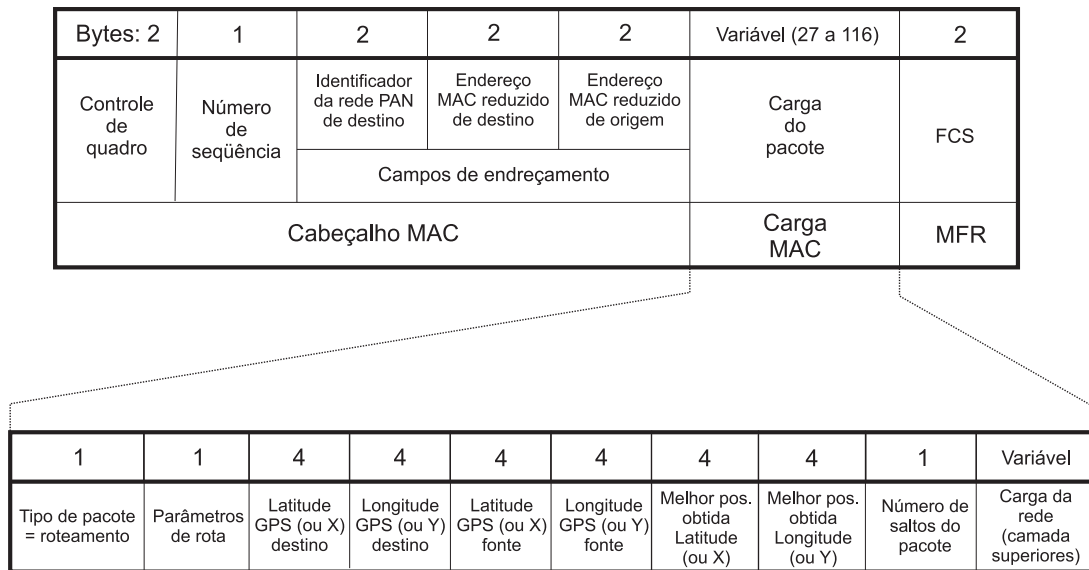 Bytes: 2 1 2 2 2 Variável (27 a 116) 2
Controle
de
quadro
Número
de
seqüência
Identificador
da rede PAN
de destino
Endereço
MAC reduzido
de destino
Endereço
MAC reduzido
de origem
Carga
do
pacote
FCS
Campos de endreçamento
Cabeçalho MAC
Carga
MAC
MFR
1 1 4 4 4 4 4 4 1 Variável
Tipo de pacote
= roteamento
Parâmetros
de rota
Latitude
GPS (ou X)
destino
Longitude
GPS (ou Y)
destino
Latitude
GPS (ou X)
fonte
Longitude
GPS (ou Y)
fonte
Melhor pos.
obtida
Latitude
(ou X)
Melhor pos.
obtida
Longitude
(ou Y)
Número de
saltos do
pacote
Carga da
rede
(camada
superiores)